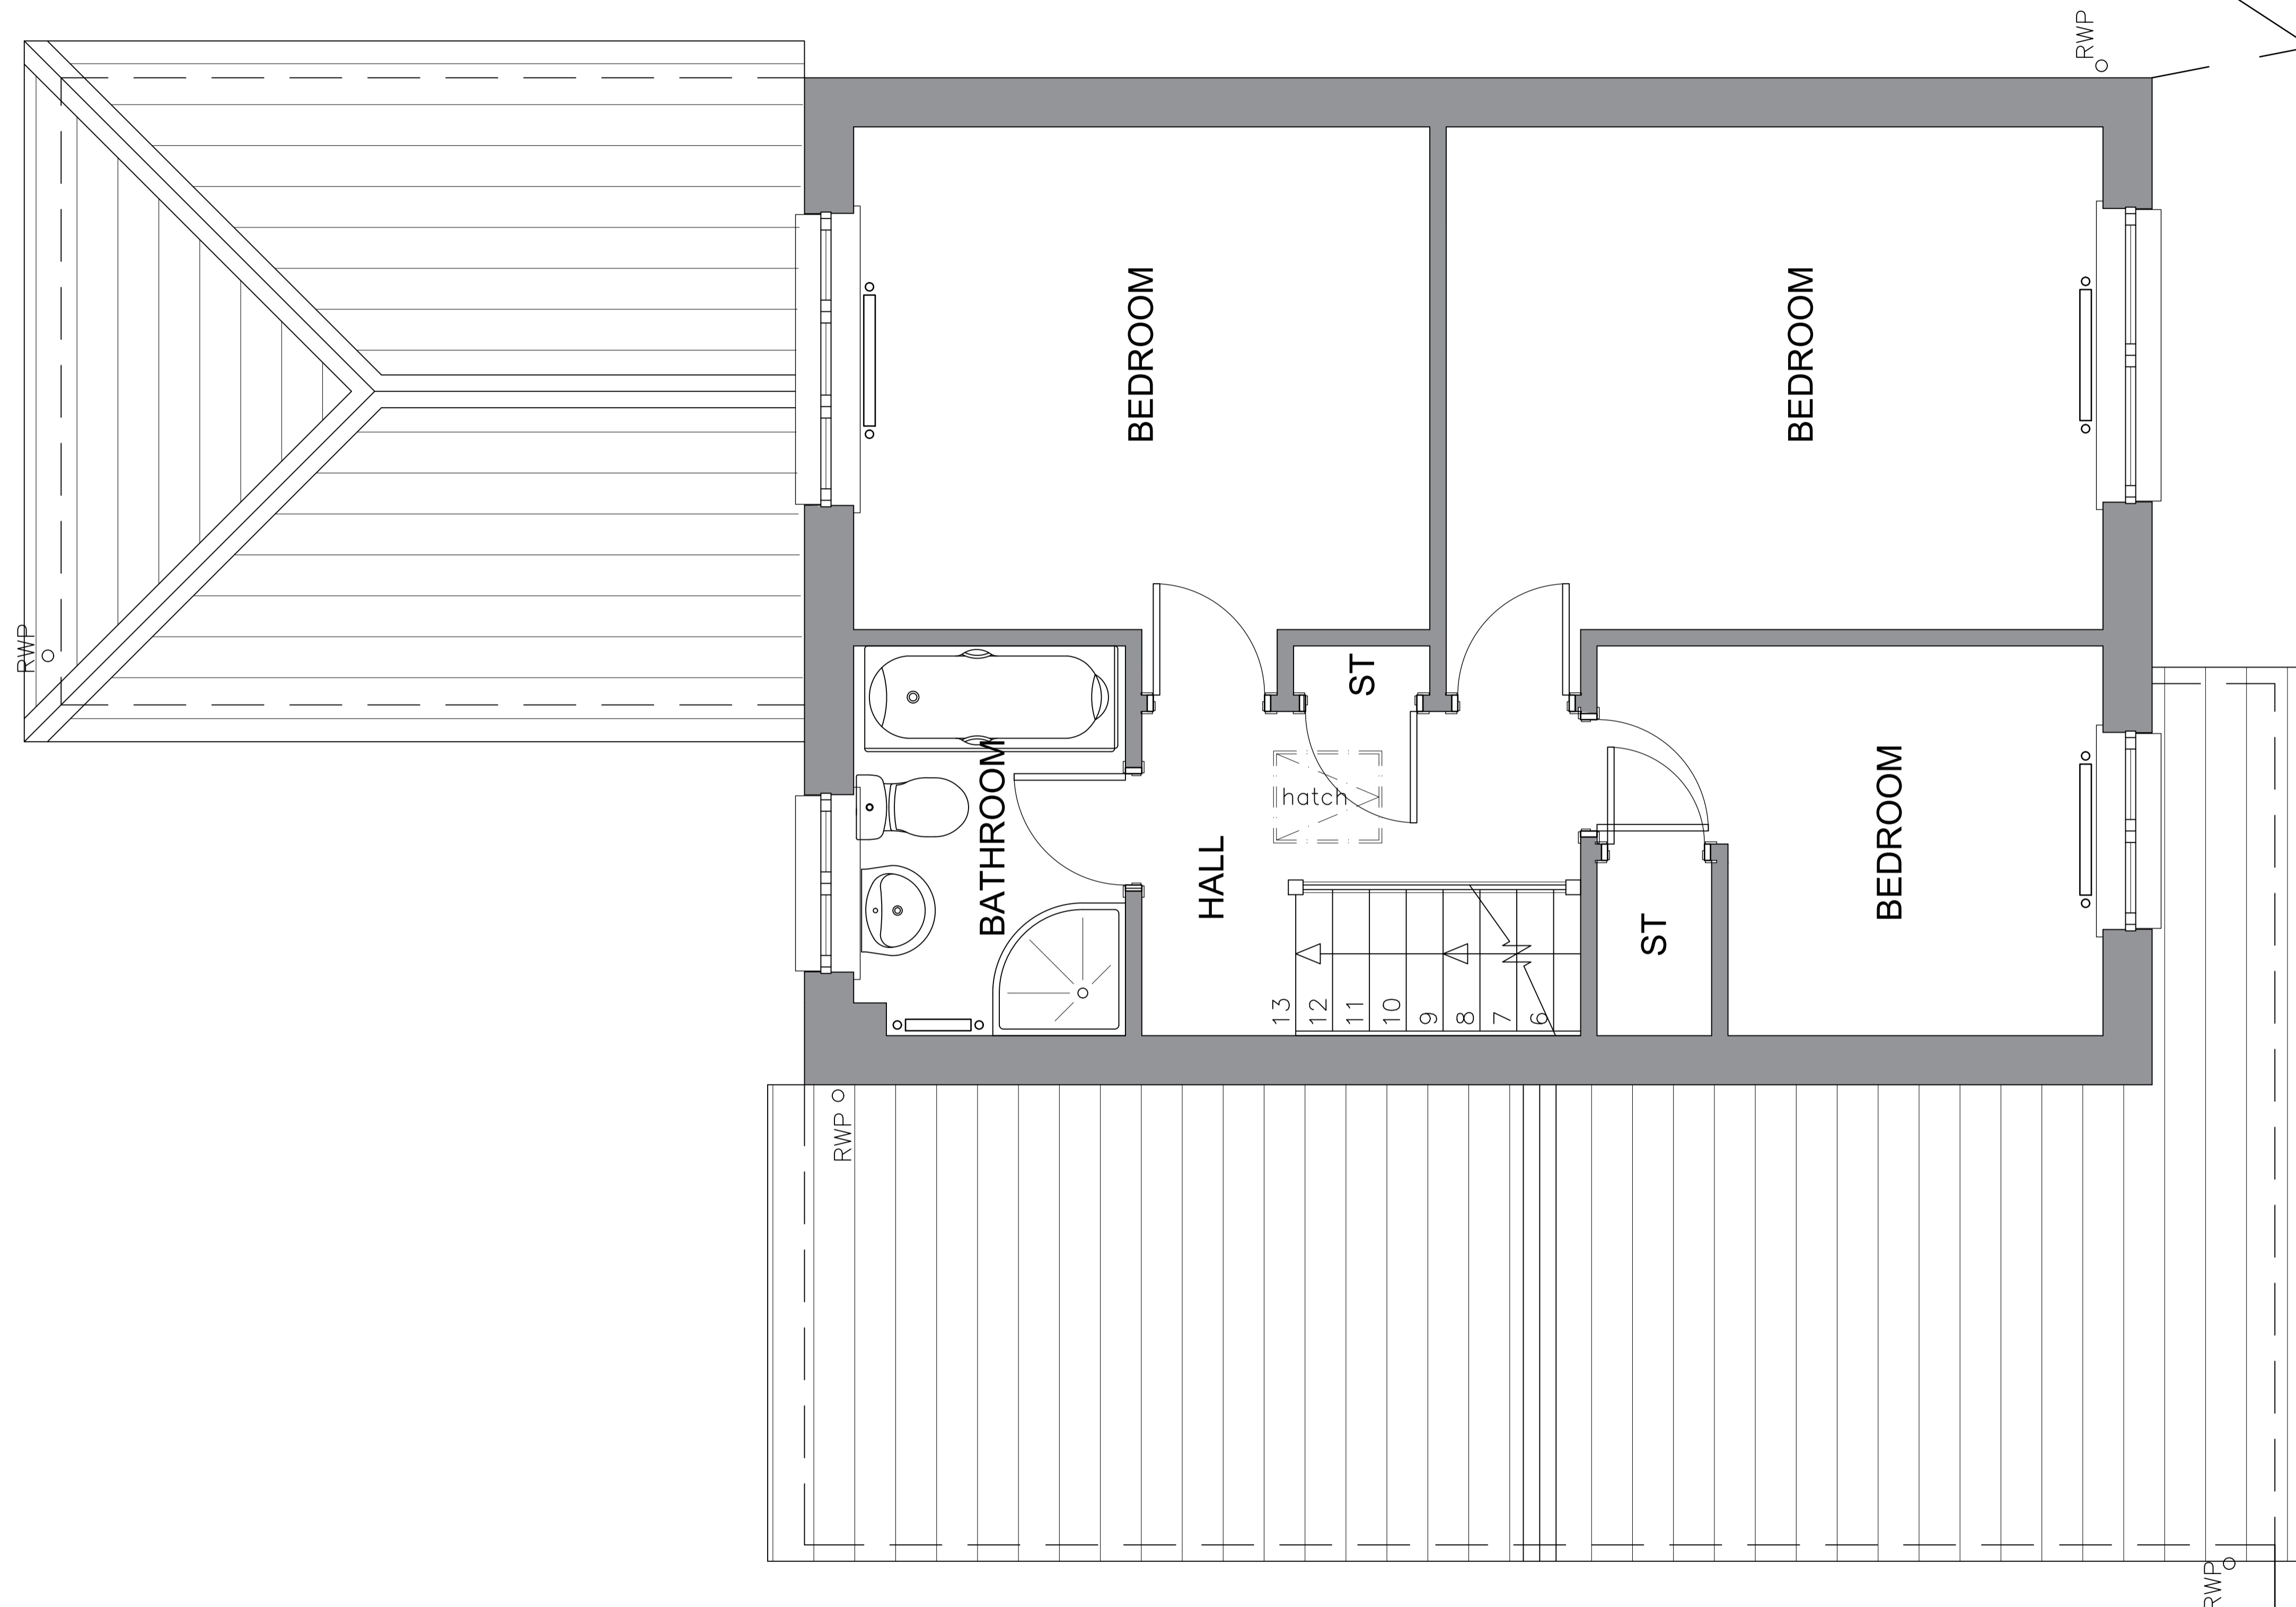 RWP
BEDROOM
BEDROOM
RWP
ST
hatch
BATHROOM
HALL
BEDROOM
ST
13
12
11
10
9
8
7
6
RWP
RWP